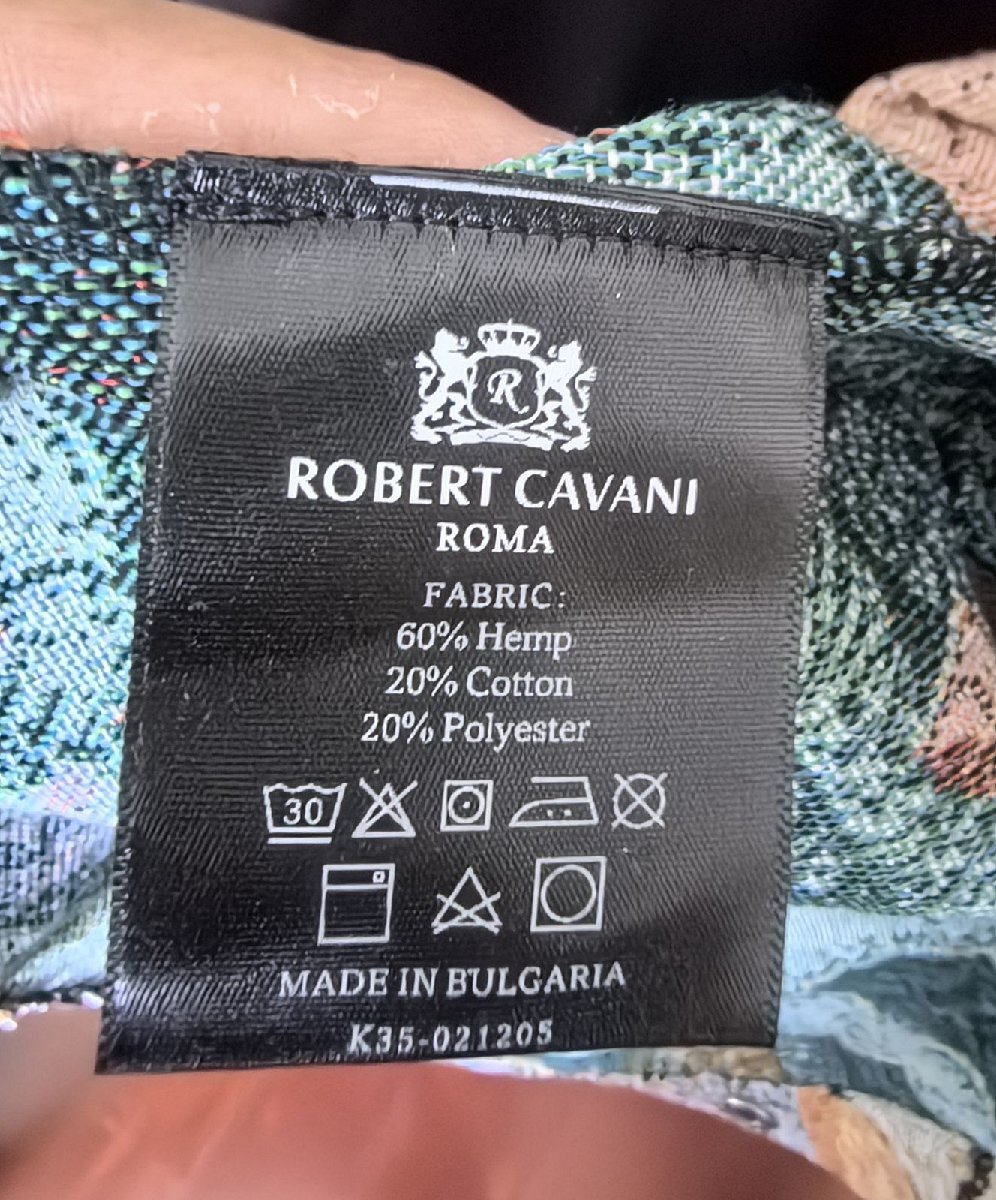 R
ROBERT CAVANI
ROMA
FABRIC:
60% Hemp
20% Cotton
20% Polyester
30
MADE IN BULGARIA
K35-021205